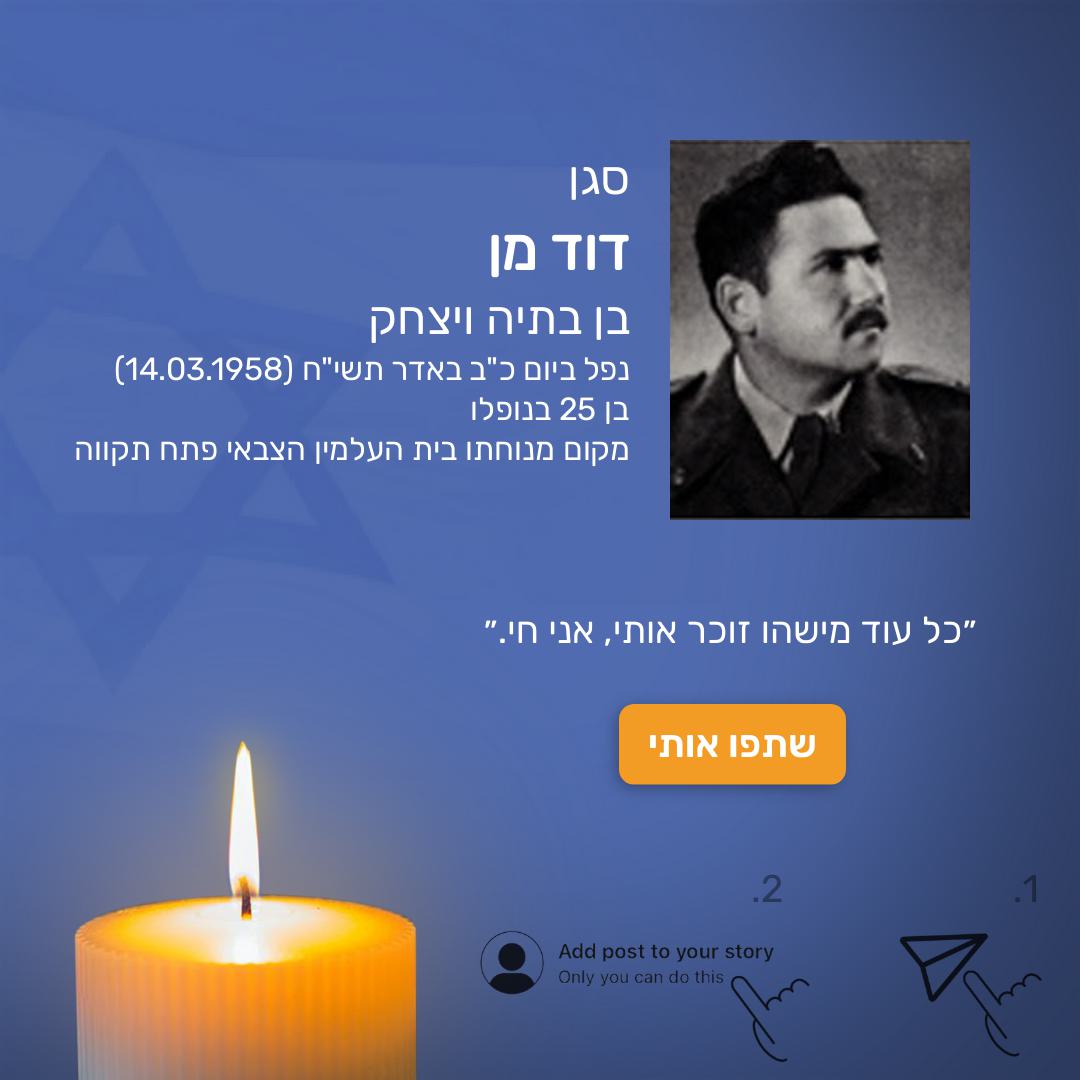 סגן
דוד מן
בן בתיה ויצחק
נפל ביום כ"ב באדר תשי"ח (14.03.1958)
בן 25 בנופלו
מקום מנוחתו בית העלמין הצבאי פתח תקווה
״כל עוד מישהו זוכר אותי, אני חי.״
שתפו אותי
1.
2.
Add post to your story
Only you can do this